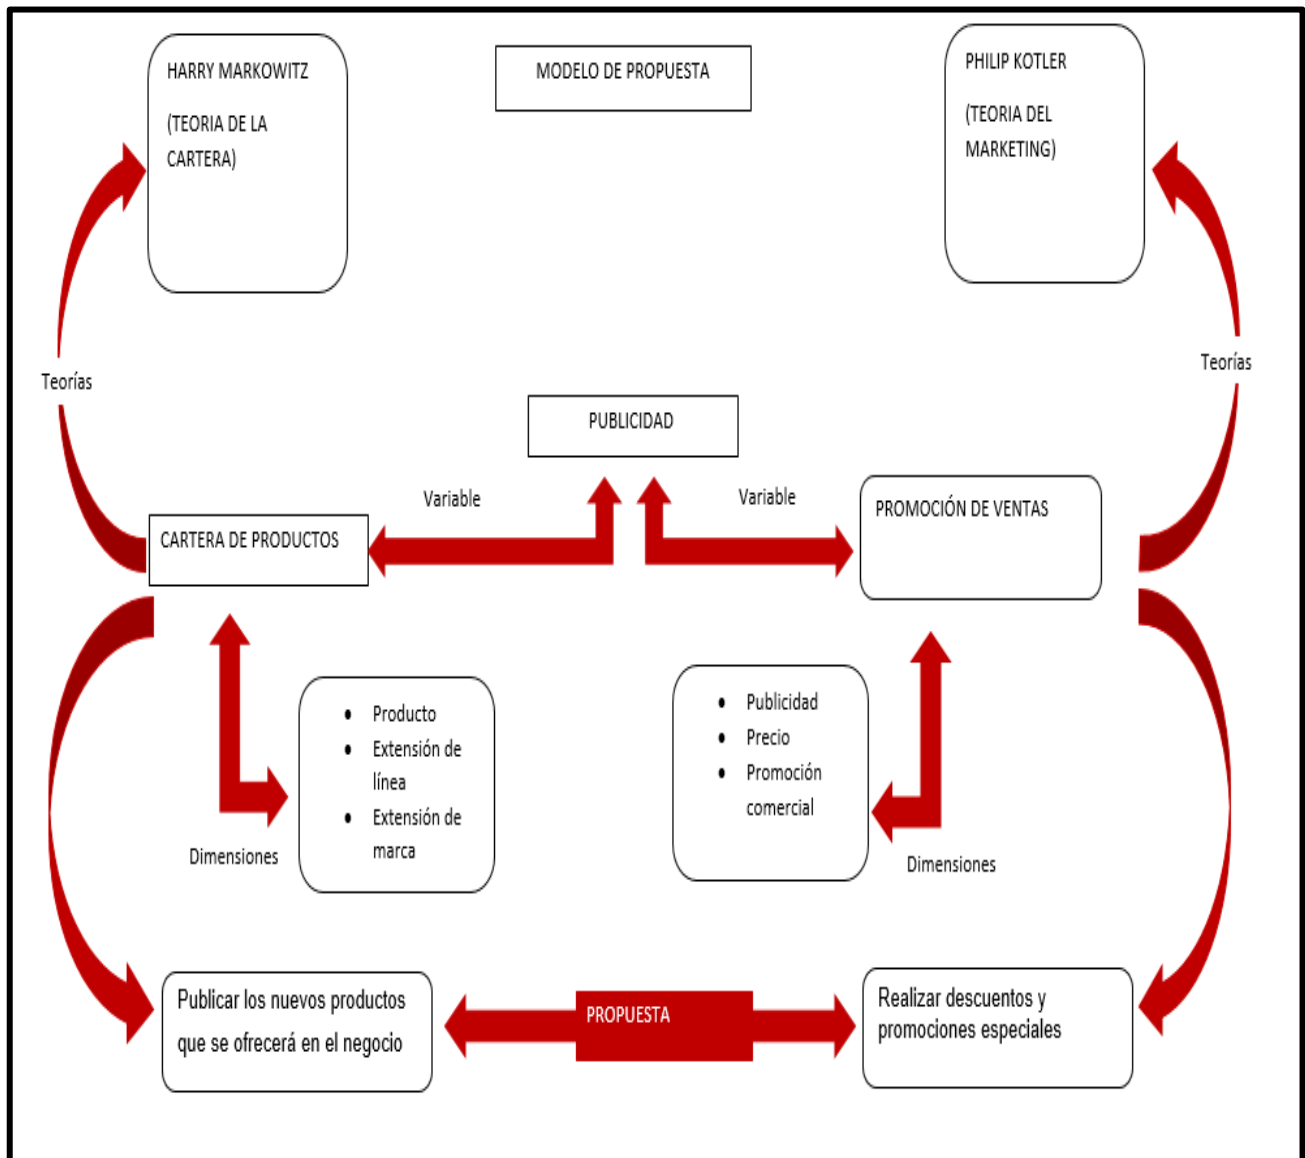 HARRY MARKOWITZ
(TEORIA DE LA
CARTERA)
MODELO DE PROPUESTA
PHILIP KOTLER
(TEORIA DEL
MARKETING)
Teorías
Teorías
PUBLICIDAD
Variable
Variable
CARTERA DE PRODUCTOS
PROMOCIÓN DE VENTAS
• Producto
• Extensión de
línea
• Extensión de
marca
Dimensiones
• Publicidad
• Precio
• Promoción
comercial
Dimensiones
Publicar los nuevos productos
que se ofrecerá en el negocio
PROPUESTA
Realizar descuentos y
promociones especiales